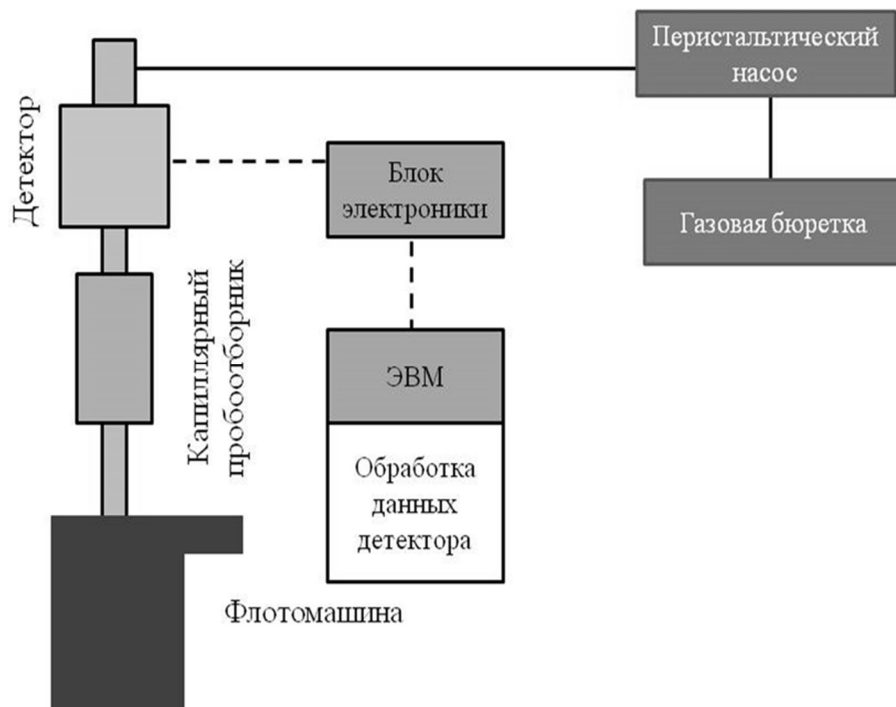 Перистальтический
насос
Детектор
Блок
электроники
Газовая бюретка
Капиллярный
пробоотборник
ЭВМ
Обработка
данных
детектора
Флотомашина